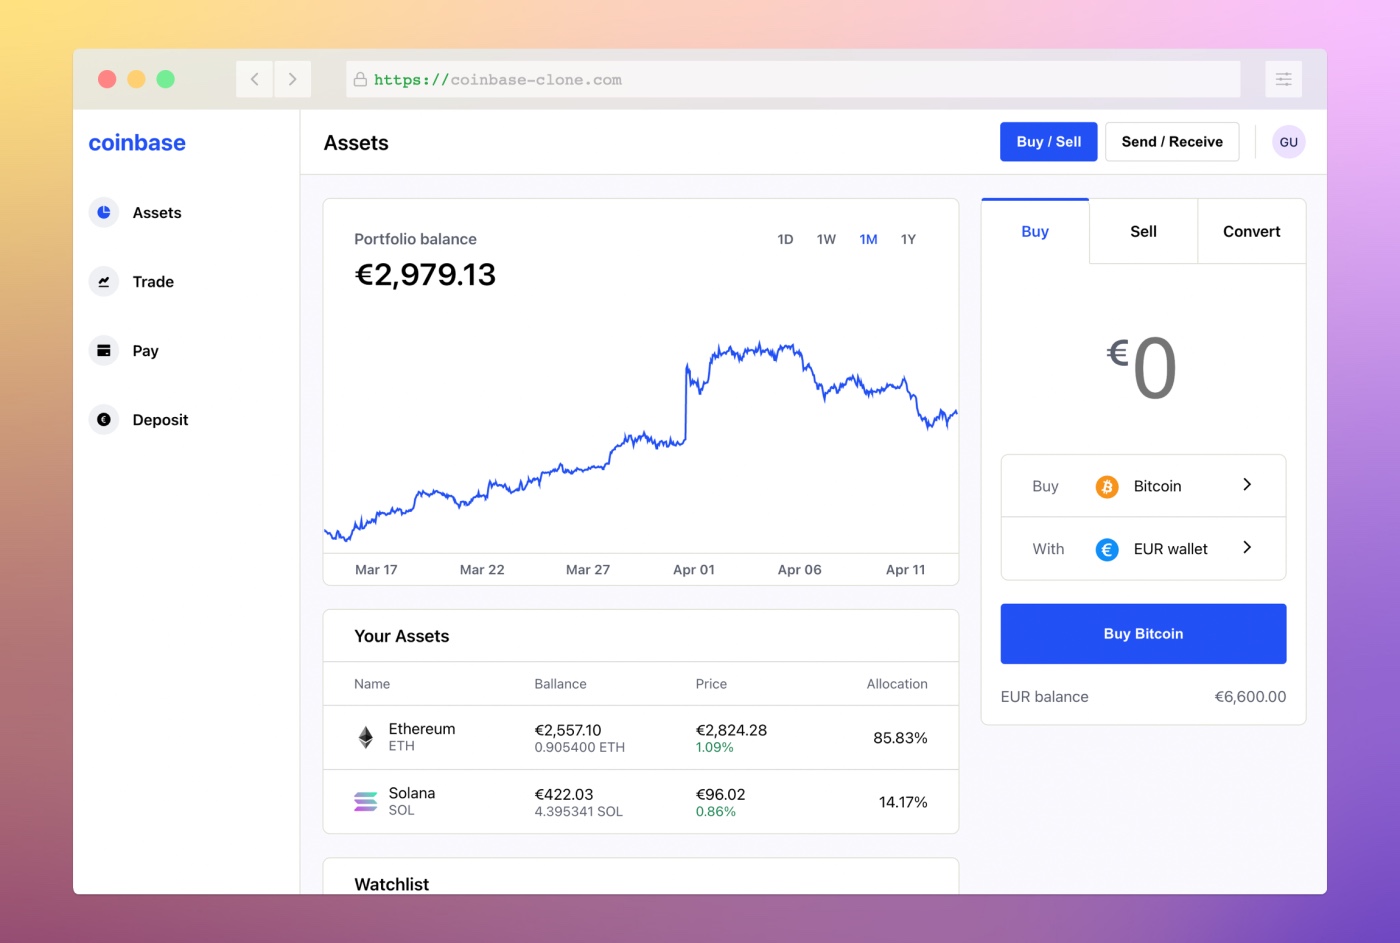 https://coinbase-clone.com
coinbase
Assets
Trade
Pay
Deposit
Assets
Buy / Sell
Send / Receive
GU
Portfolio balance
€2,979.13
1D 1W 1M 1Y
Mar 17 Mar 22 Mar 27 Apr 01 Apr 06 Apr 11
Your Assets
Name Ballance Price Allocation
Ethereum €2,557.10 €2,824.28 85.83%
ETH 0.905400 ETH 1.09%
Solana €422.03 €96.02 14.17%
SOL 4.395341 SOL 0.86%
Watchlist
Buy Sell Convert
€0
Buy Bitcoin
With EUR wallet
Buy Bitcoin
EUR balance €6,600.00